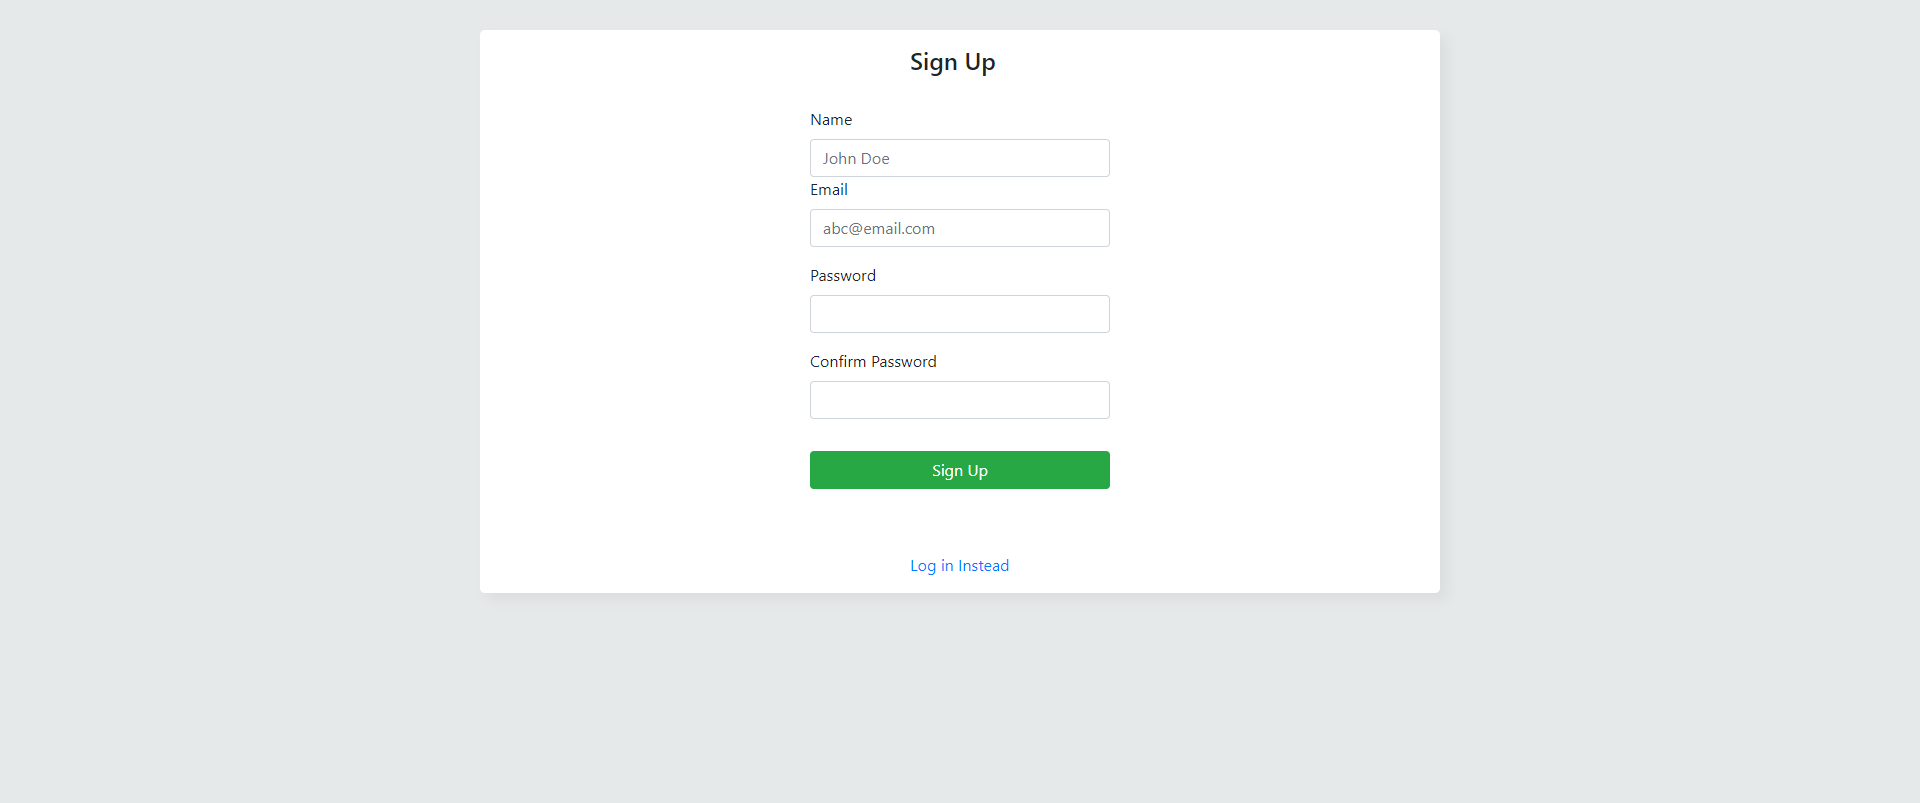 Sign Up
Name
John Doe
Email
abc@email.com
Password
Confirm Password
Sign Up
Log in Instead